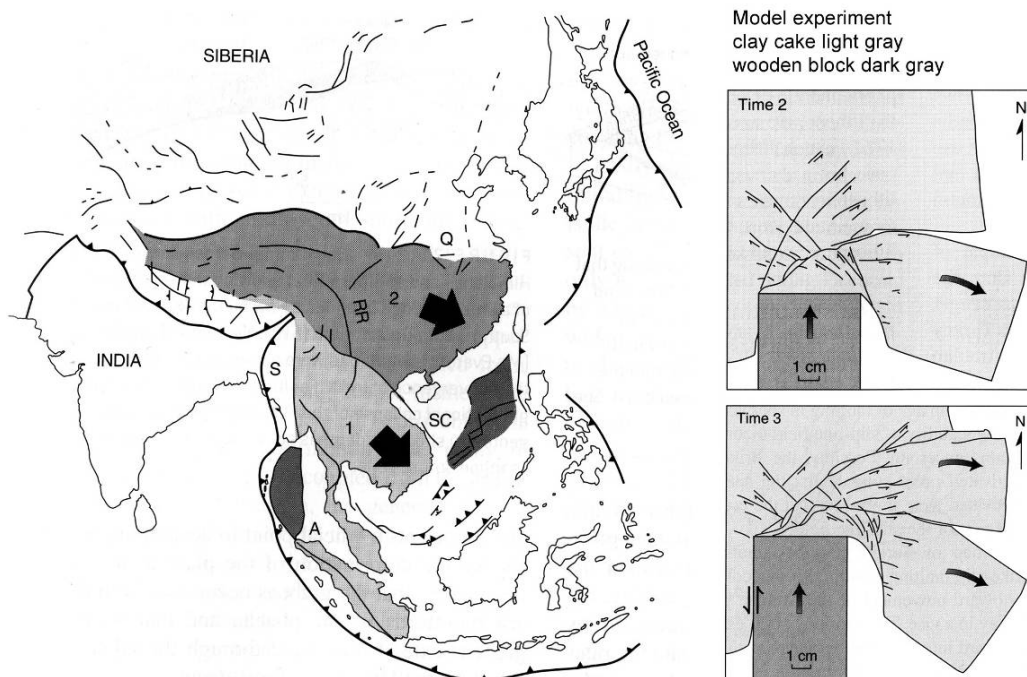 SIBERIA
Pacific Ocean
Q
2
RR
INDIA
S
SC
1
A
Model experiment
clay cake light gray
wooden block dark gray
Time 2
N
1 cm
Time 3
N
1 cm